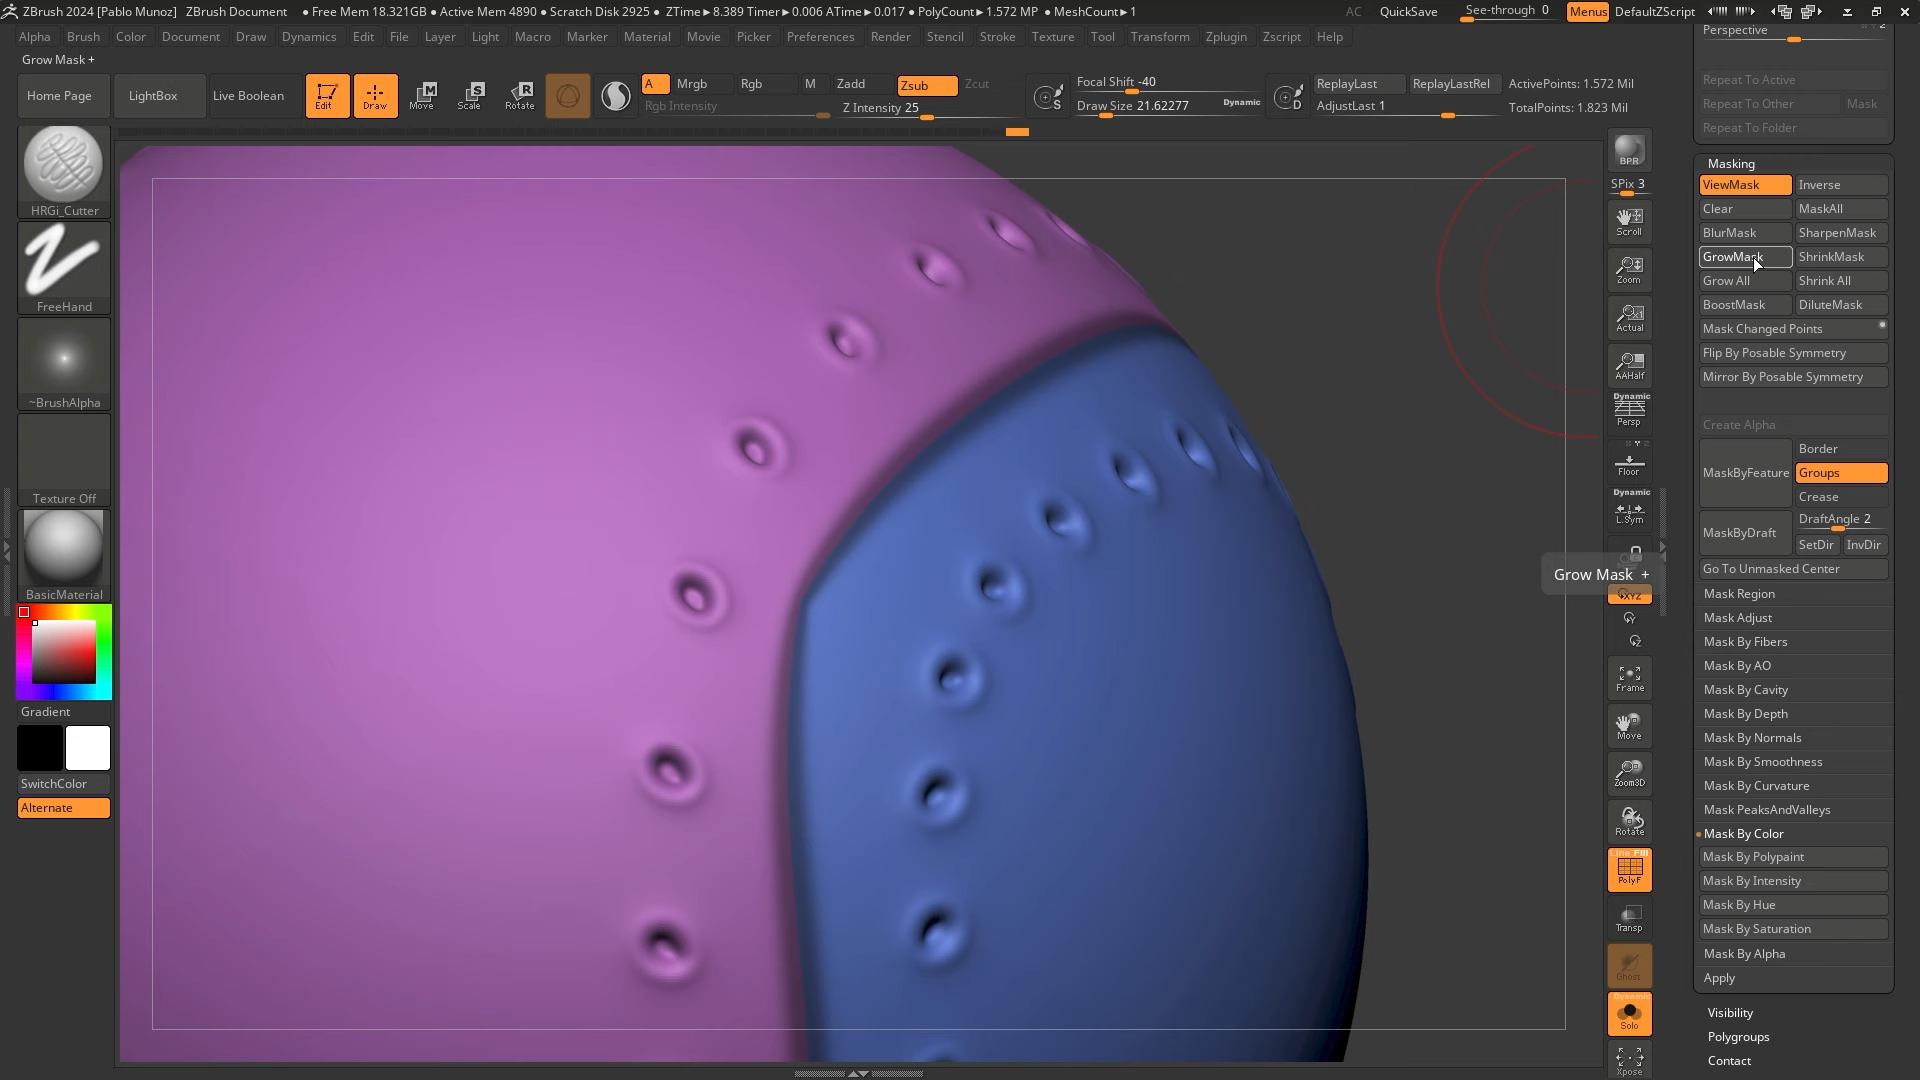 ZBrush 2024 [Pablo Munoz] ZBrush Document ● Free Mem 18.321GB ● Active Mem 4890 ● Scratch Disk 2925 ● ZTime►8.389 Timer►0.006 ATime►0.017 ● PolyCount►1.572 MP ● MeshCount►1 AC QuickSave See-through 0 Menus DefaultZScript
Alpha Brush Color Document Draw Dynamics Edit File Layer Light Macro Marker Material Movie Picker Preferences Render Stencil Stroke Texture Tool Transform Zplugin Zscript Help
Grow Mask +
Home Page LightBox Live Boolean Edit Draw Move Scale Rotate
A Mrgb Rgb M Zadd Zsub Zcut
Rgb Intensity Z Intensity 25
Focal Shift -40
Draw Size 21.62277 Dynamic
ReplayLast ReplayLastRel ActivePoints: 1.572 Mil
AdjustLast 1 TotalPoints: 1.823 Mil
HRGi_Cutter
FreeHand
~BrushAlpha
Texture Off
BasicMaterial
Gradient
SwitchColor
Alternate
BPR
SPix 3
Scroll
Zoom
Actual
AAHalf
Dynamic
Persp
Floor
Dynamic
L.Sym
Grow Mask +
XYZ
Y
Z
Frame
Move
Zoom3D
Rotate
Line Fill
PolyF
Transp
Ghost
Dynamic
Solo
Xpose
Perspective
Repeat To Active
Repeat To Other Mask
Repeat To Folder
Masking
ViewMask Inverse
Clear MaskAll
BlurMask SharpenMask
GrowMask ShrinkMask
Grow All Shrink All
BoostMask DiluteMask
Mask Changed Points
Flip By Posable Symmetry
Mirror By Posable Symmetry
Create Alpha
MaskByFeature Border
Groups
Crease
MaskByDraft DraftAngle 2
SetDir InvDir
Go To Unmasked Center
Mask Region
Mask Adjust
Mask By Fibers
Mask By AO
Mask By Cavity
Mask By Depth
Mask By Normals
Mask By Smoothness
Mask By Curvature
Mask PeaksAndValleys
Mask By Color
Mask By Polypaint
Mask By Intensity
Mask By Hue
Mask By Saturation
Mask By Alpha
Apply
Visibility
Polygroups
Contact